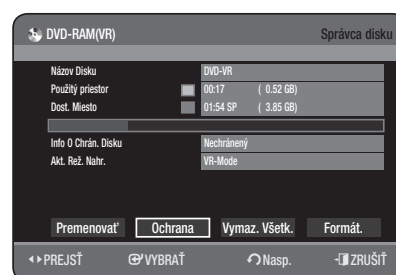 DVD-RAM(VR) Správca disku
Názov Disku DVD-VR
Použitý priestor 00:17 ( 0.52 GB)
Dost. Miesto 01:54 SP ( 3.85 GB)
Info O Chrán. Disku Nechránený
Akt. Rež. Nahr. VR-Mode
Premenovať Ochrana Vymaz. Všetk. Formát.
PREJSŤ VYBRAŤ Nasp. ZRUŠIŤ